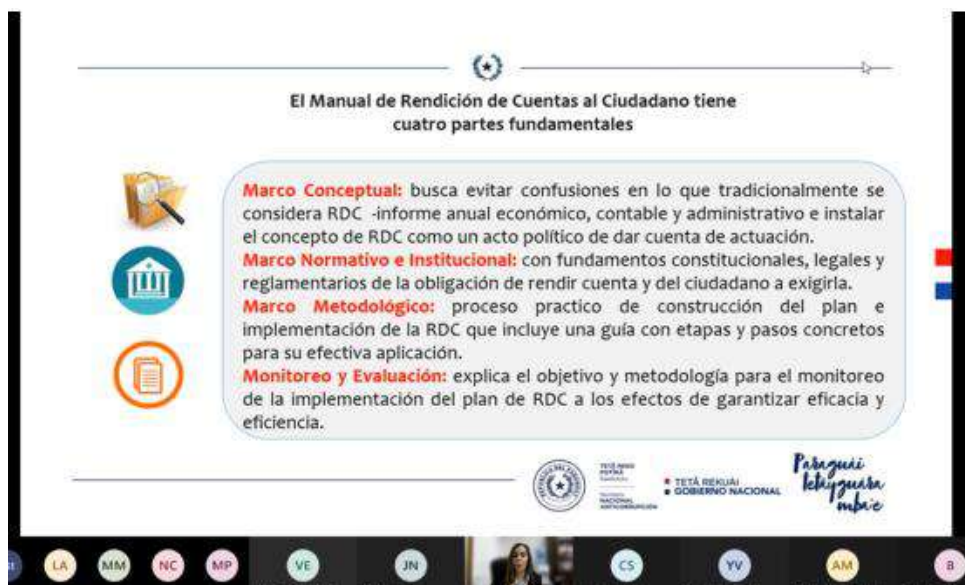 El Manual de Rendición de Cuentas al Ciudadano tiene
cuatro partes fundamentales
Marco Conceptual: busca evitar confusiones en lo que tradicionalmente se
considera RDC -informe anual económico, contable y administrativo e instalar
el concepto de RDC como un acto político de dar cuenta de actuación.
Marco Normativo e Institucional: con fundamentos constitucionales, legales y
reglamentarios de la obligación de rendir cuenta y del ciudadano a exigirla.
Marco Metodológico: proceso practico de construcción del plan e
implementación de la RDC que incluye una guía con etapas y pasos concretos
para su efectiva aplicación.
Monitoreo y Evaluación: explica el objetivo y metodología para el monitoreo
de la implementación del plan de RDC a los efectos de garantizar eficacia y
eficiencia.
NACIONAL
ANTICORRUPCIÓN
TETÃ REKUÁI
GOBIERNO NACIONAL
Paraguái
tetãyguára
mba'e
LA MM NC MP VE JN CS YV AM B